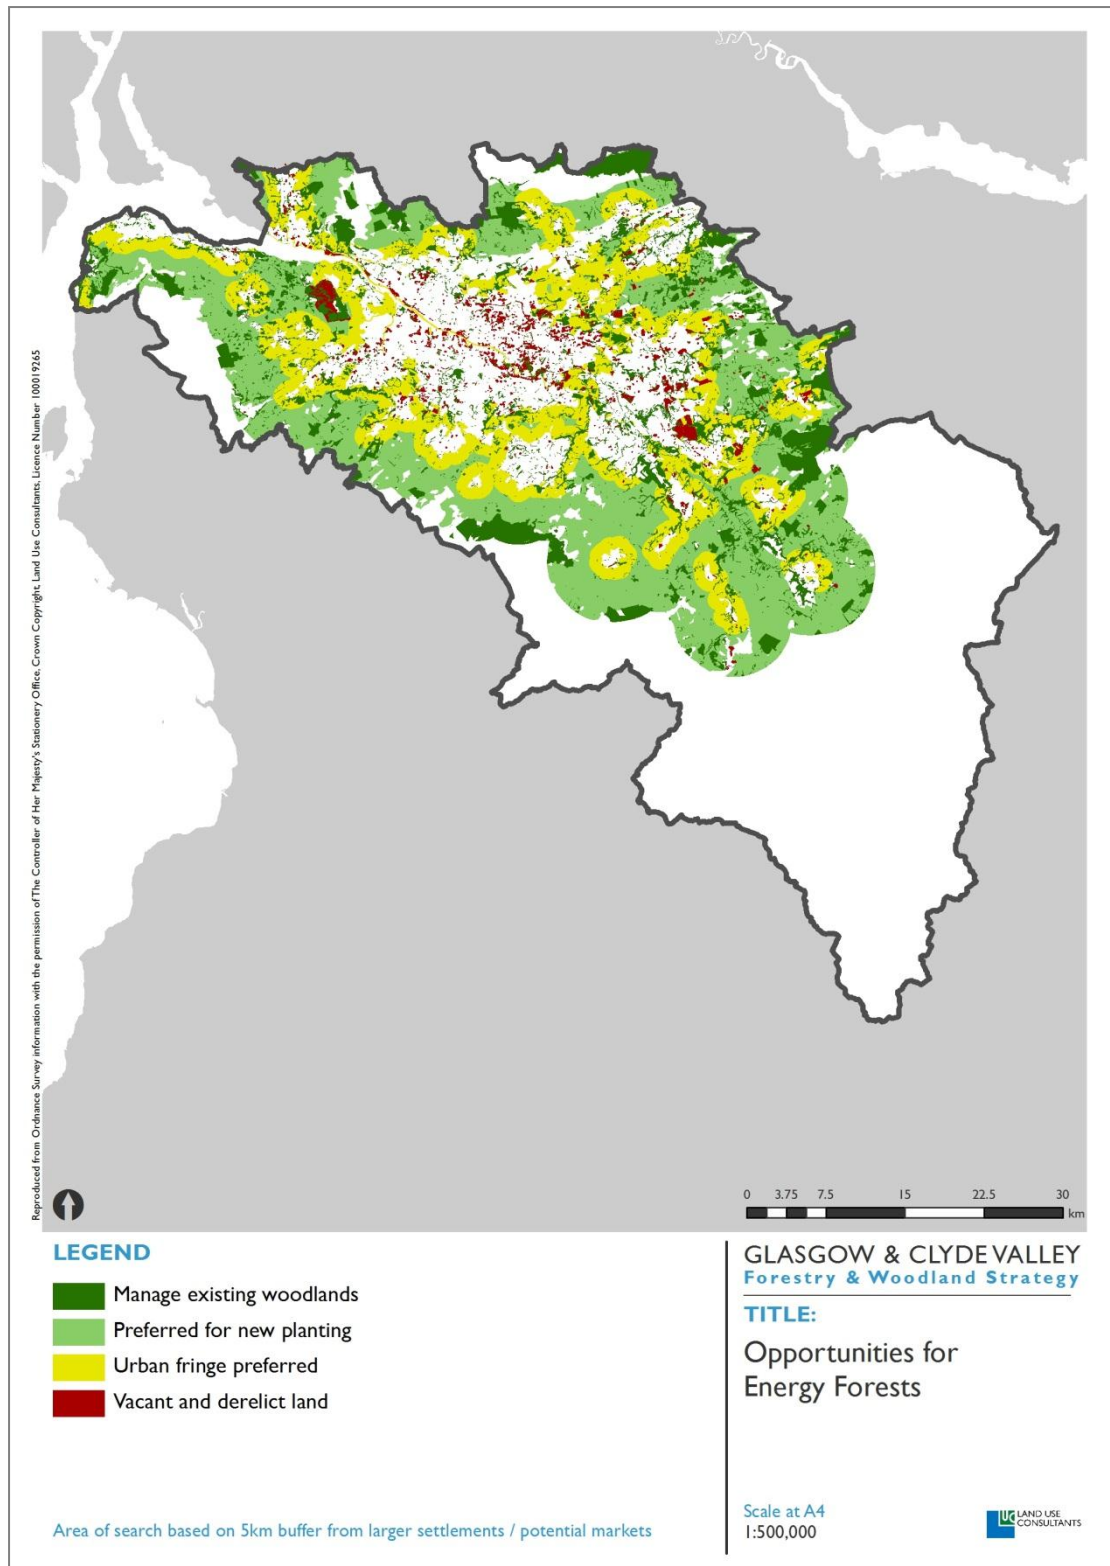 Reproduced from Ordnance Survey information with the permission of The Controller of Her Majesty's Stationery Office, Crown Copyright, Land Use Consultants, Licence Number 100019265
0 3.75 7.5 15 22.5 30
km
LEGEND
Manage existing woodlands
Preferred for new planting
Urban fringe preferred
Vacant and derelict land
Area of search based on 5km buffer from larger settlements / potential markets
GLASGOW & CLYDE VALLEY
Forestry & Woodland Strategy
TITLE:
Opportunities for
Energy Forests
Scale at A4
1:500,000
LUC
LAND USE
CONSULTANTS